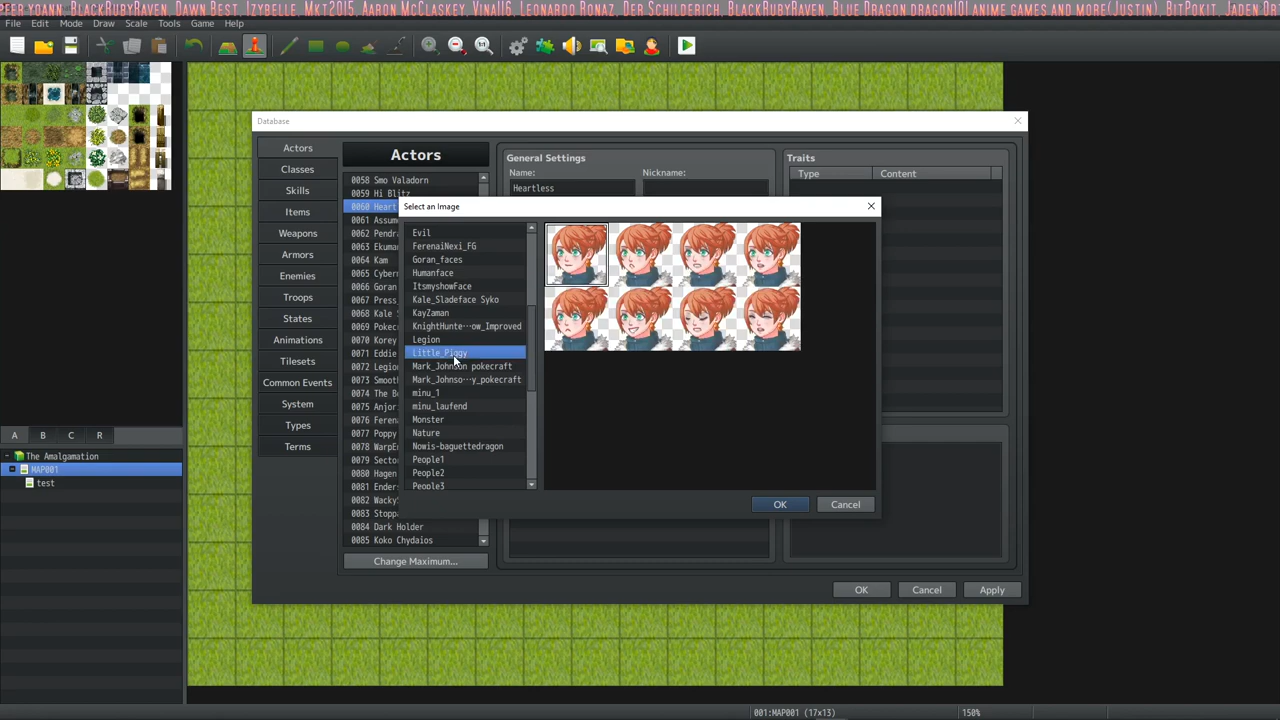 PEER YOANN, BLACKRUBYRAVEN, DAWN BEST, IZYBELLE, MKT2015, AARON MCCLASKEY, VINA116, LEONARDO RONAZ, DER SCHILDERICH, BLACKRUBYRAVEN, BLUE DRAGON DRAGON101 ANIME GAMES AND MORE(JUSTIN), BITPOKIT, JADEN
File Edit Mode Draw Scale Tools Game Help
Database
Actors
Classes
Skills
Items
Weapons
Armors
Enemies
Troops
States
Animations
Tilesets
Common Events
System
Types
Terms
Actors
0058 Smo Valadorn
0059 Hi Blitz
0060 Heart
0061 Assum
0062 Pendr
0063 Ekuma
0064 Kam
0065 Cyber
0066 Goran
0067 Press
0068 Kale S
0069 Pokec
0070 Korey
0071 Eddie
0072 Legion
0073 Smoot
0074 The B
0075 Anjor
0076 Feren
0077 Poppy
0078 WarpE
0079 Secto
0080 Hagen
0081 Enders
0082 WackyS
0083 Stopp
0084 Dark Holder
0085 Koko Chydaios
Change Maximum...
General Settings
Name:
Nickname:
Heartless
Traits
Type Content
Select an Image
Evil
FerenaiNexi_FG
Goran_faces
Humanface
ItsmyshowFace
Kale_Sladeface Syko
KayZaman
KnightHunte···ow_Improved
Legion
Little_Piggy
Mark_Johnson pokecraft
Mark_Johnso···y_pokecraft
minu_1
minu_laufend
Monster
Nature
Nowis-baguettedragon
People1
People2
People3
OK Cancel
OK Cancel Apply
A B C R
The Amalgamation
MAP001
test
001:MAP001 (17×13) 150%